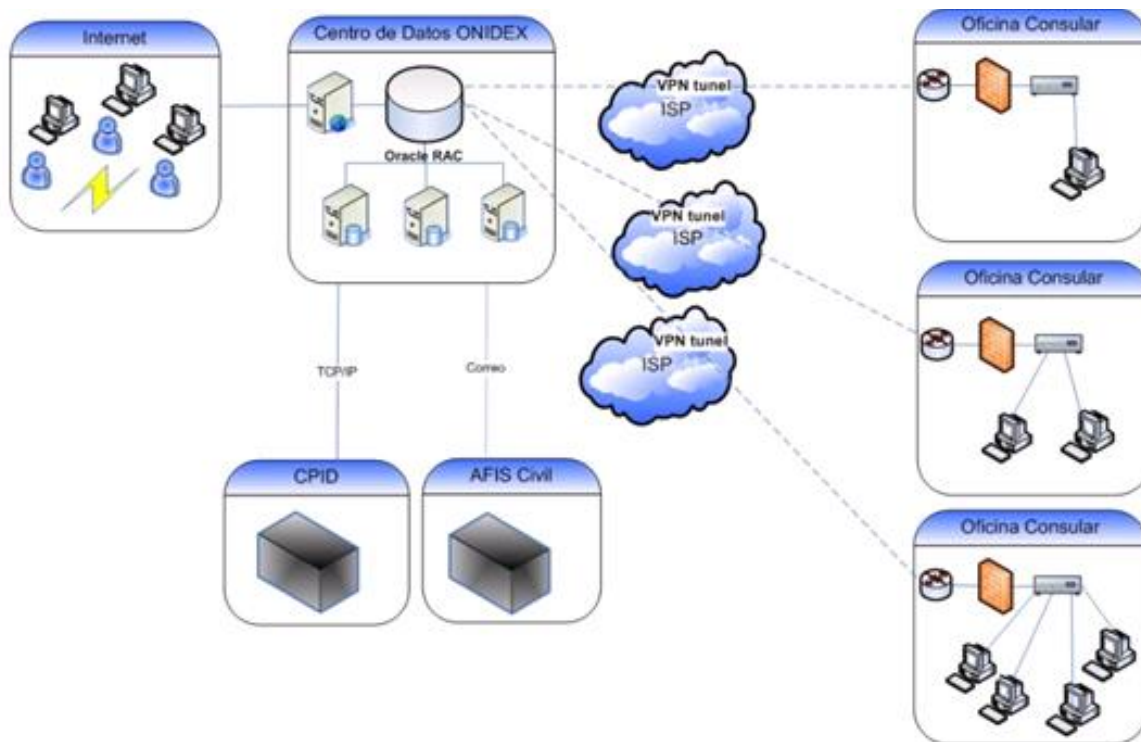 Internet
Centro de Datos ONIDEX
Oficina Consular
VPN tunel
ISP
Oracle RAC
VPN tunel
ISP
Oficina Consular
VPN tunel
ISP
TCP/IP
Correo
CPID
AFIS Civil
Oficina Consular